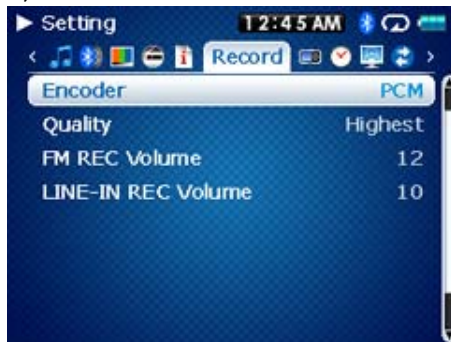 Setting 12:45 AM
Record
Encoder PCM
Quality Highest
FM REC Volume 12
LINE-IN REC Volume 10